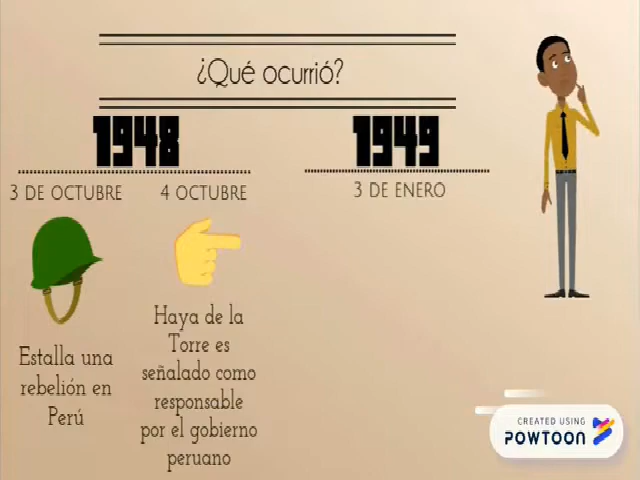 ¿Qué ocurrió?
1948
1949
3 DE OCTUBRE
4 OCTUBRE
3 DE ENERO
Estalla una
rebelión en
Perú
Haya de la
Torre es
señalado como
responsable
por el gobierno
peruano
CREATED USING
POWTOON